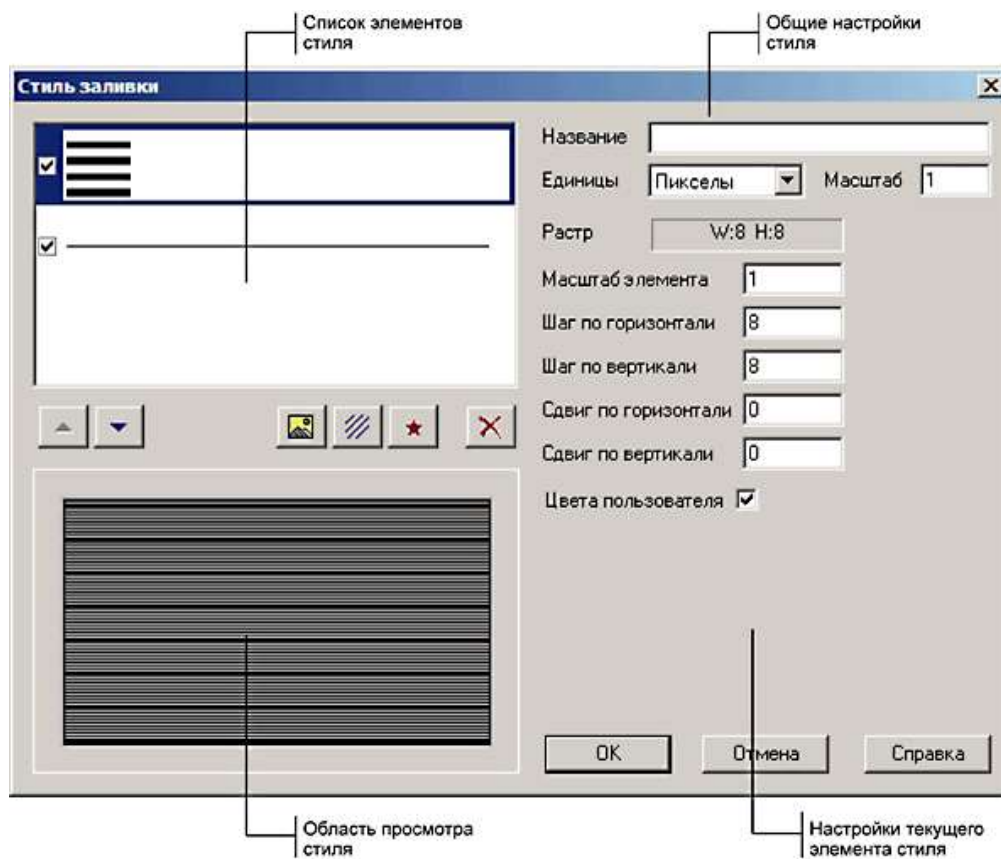 Список элементов
стиля
Общие настройки
стиля
Стиль заливки
Название
Единицы Пикселы Масштаб 1
Растр W:8 H:8
Масштаб элемента 1
Шаг по горизонтали 8
Шаг по вертикали 8
Сдвиг по горизонтали 0
Сдвиг по вертикали 0
Цвета пользователя
OK Отмена Справка
Область просмотра
стиля
Настройки текущего
элемента стиля